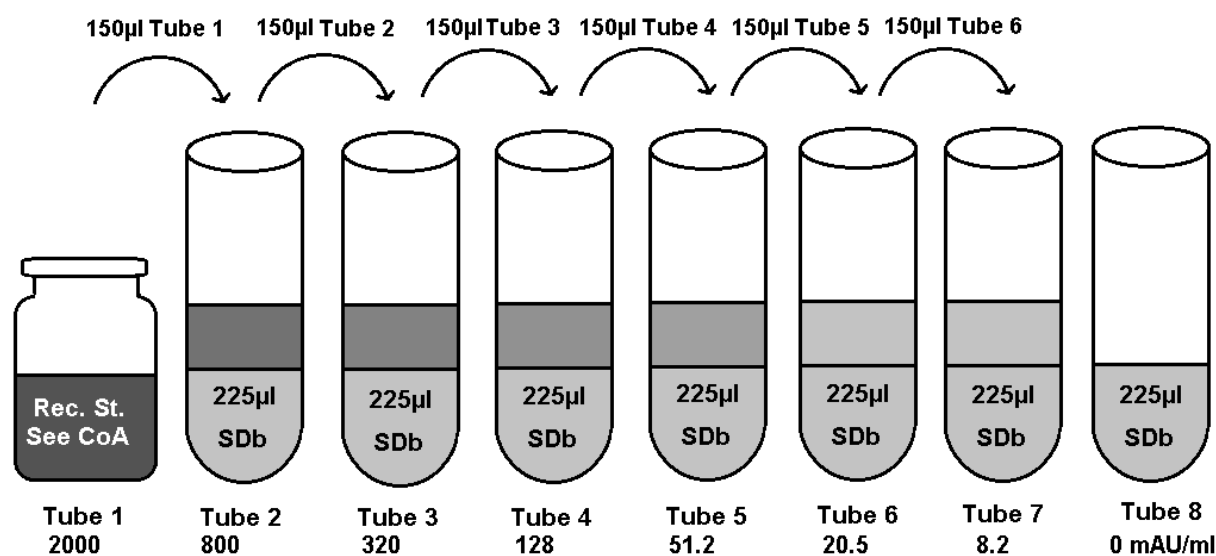 150µl Tube 1 150µl Tube 2 150µl Tube 3 150µl Tube 4 150µl Tube 5 150µl Tube 6
Rec. St.
See CoA
225µl 225µl 225µl 225µl 225µl 225µl 225µl
SDb SDb SDb SDb SDb SDb SDb
Tube 1 Tube 2 Tube 3 Tube 4 Tube 5 Tube 6 Tube 7 Tube 8
2000 800 320 128 51.2 20.5 8.2 0 mAU/ml